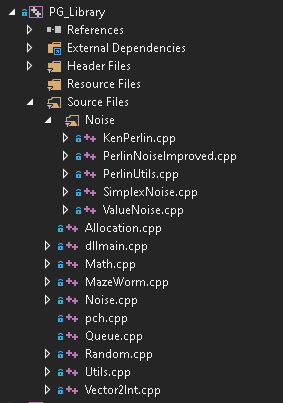 PG_Library
References
External Dependencies
Header Files
Resource Files
Source Files
Noise
KenPerlin.cpp
PerlinNoiseImproved.cpp
PerlinUtils.cpp
SimplexNoise.cpp
ValueNoise.cpp
Allocation.cpp
dllmain.cpp
Math.cpp
MazeWorm.cpp
Noise.cpp
pch.cpp
Queue.cpp
Random.cpp
Utils.cpp
Vector2Int.cpp